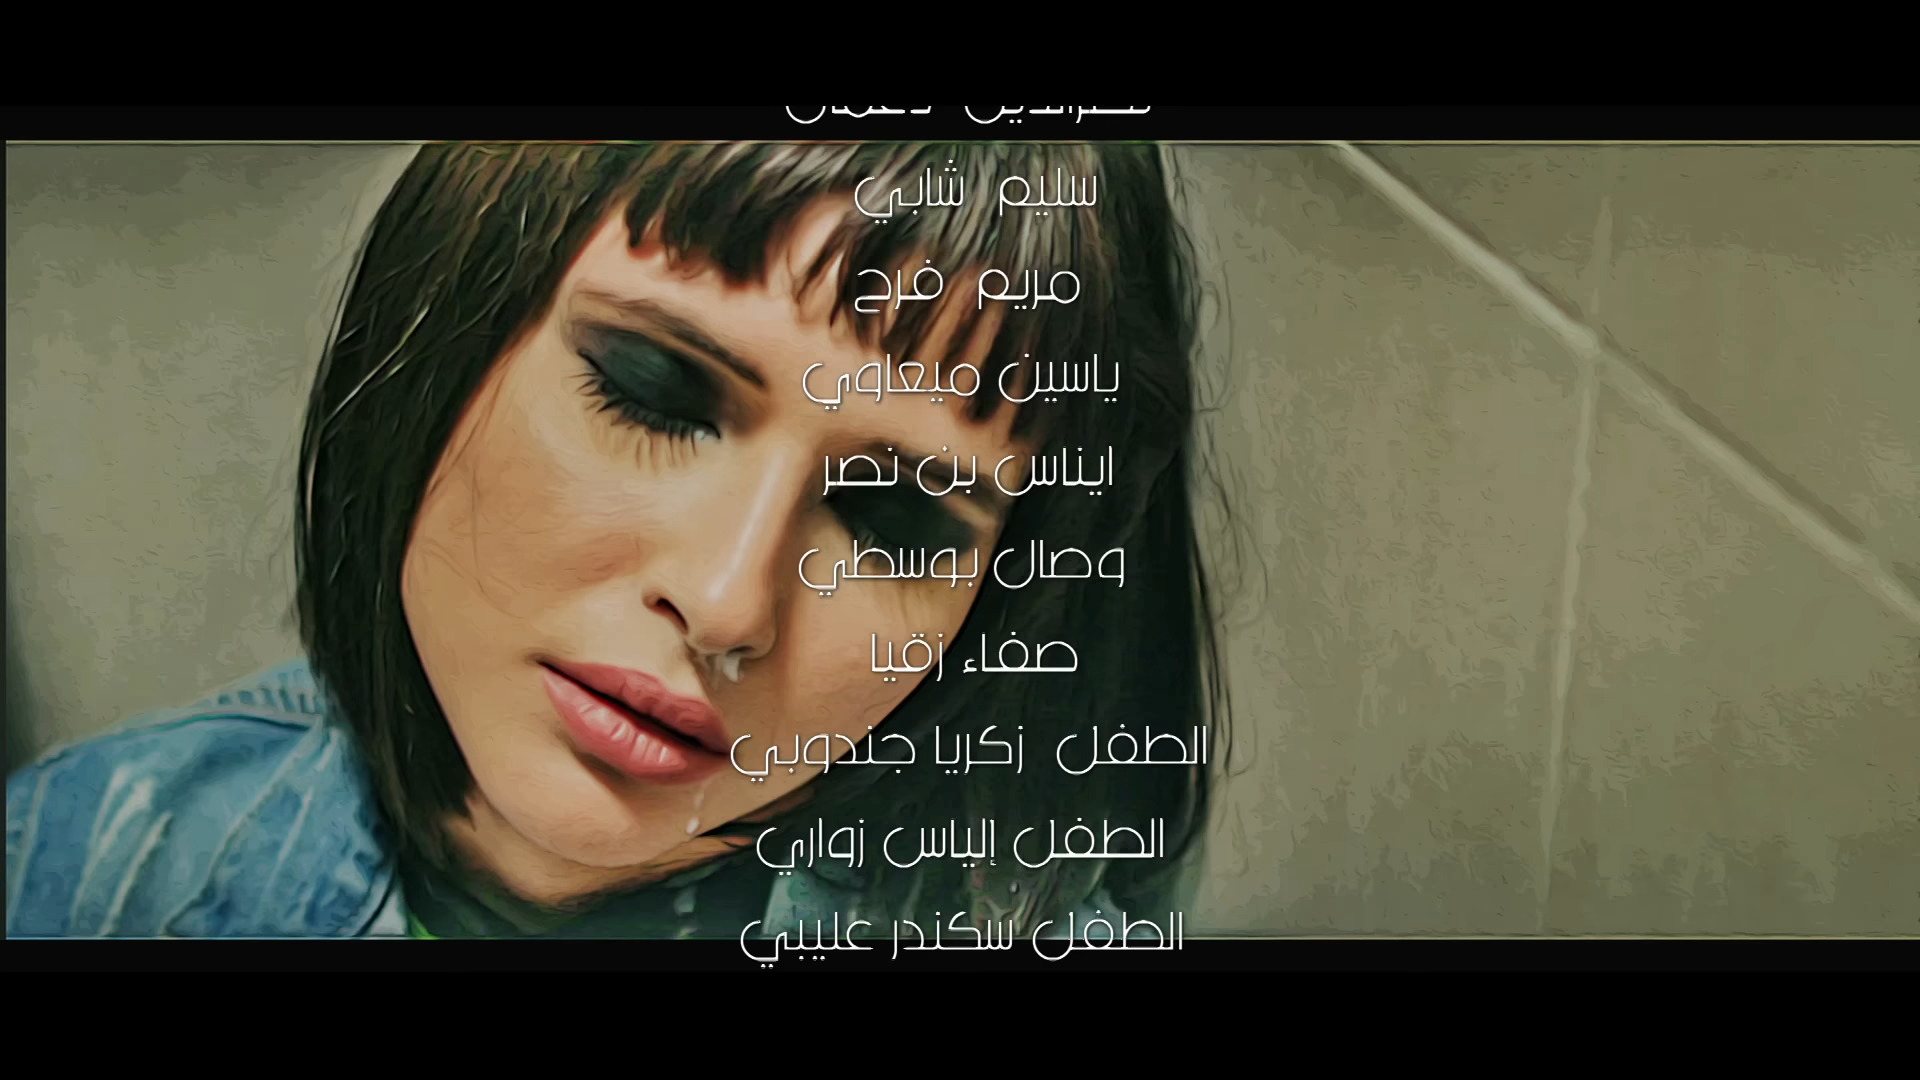 سليم شابي
مريم فرح
ياسين ميعاوي
ايناس بن نصر
وصال بوسطي
صفاء زقيا
الطفل زكريا جندوبي
الطفل إلياس زواري
الطفل سكندر عليبي